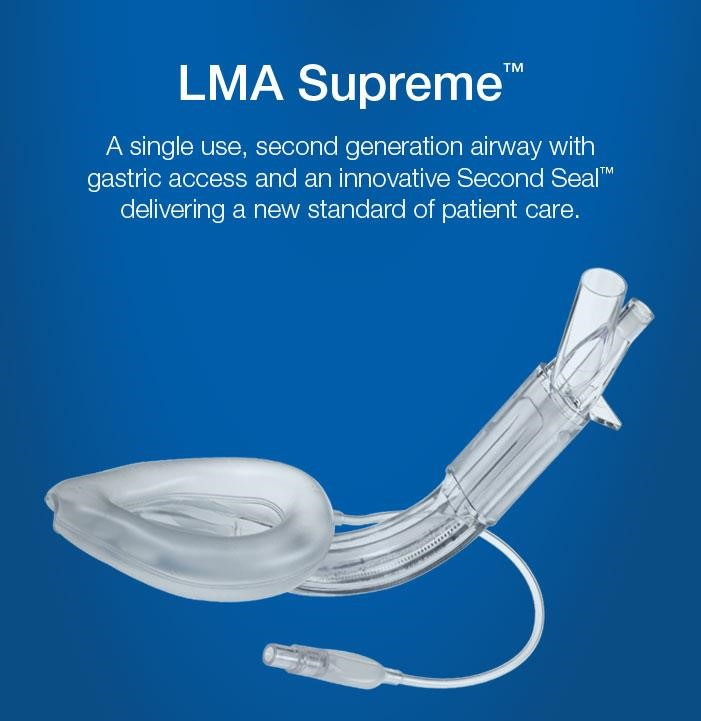 LMA Supreme™
A single use, second generation airway with
gastric access and an innovative Second Seal™
delivering a new standard of patient care.